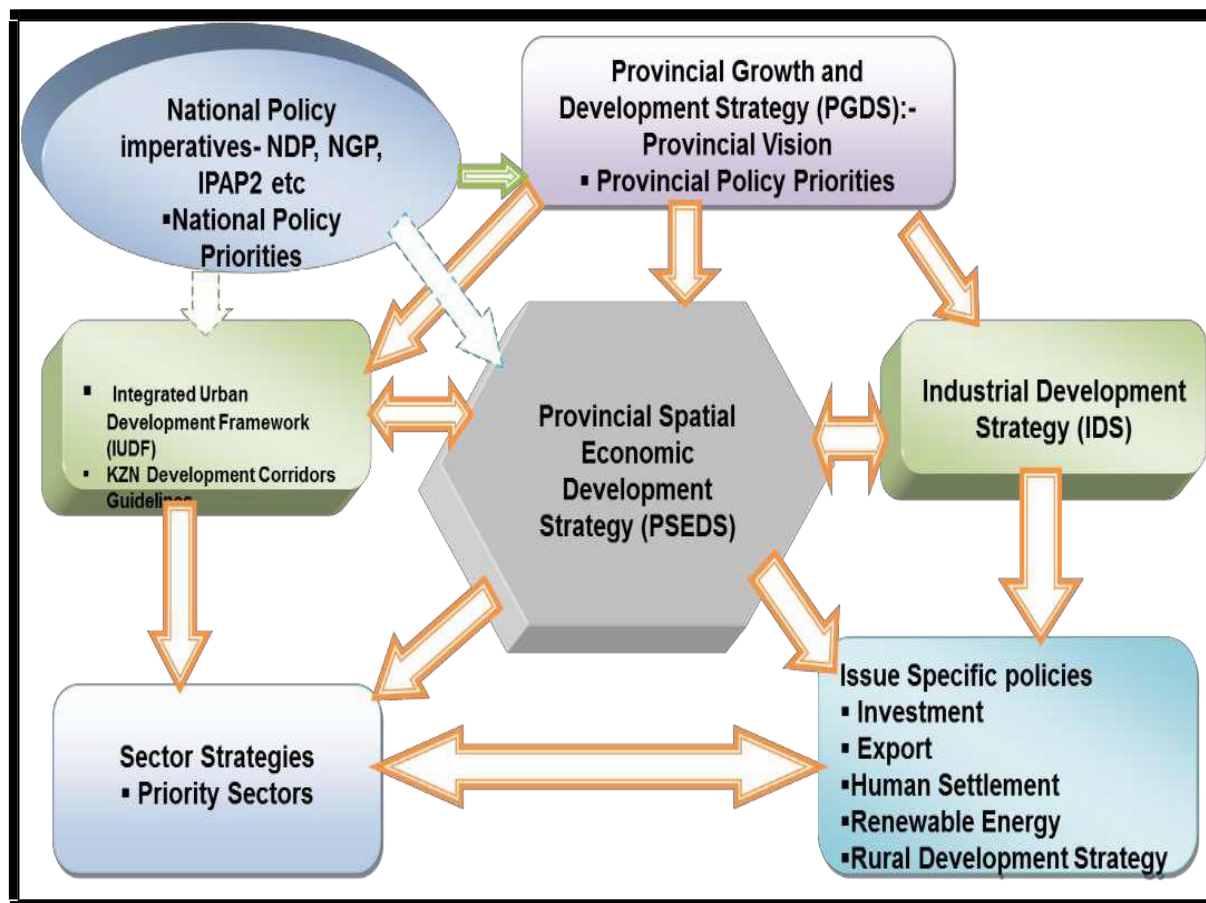 National Policy
imperatives- NDP, NGP,
IPAP2 etc
▪National Policy
Priorities
Provincial Growth and
Development Strategy (PGDS):-
Provincial Vision
▪ Provincial Policy Priorities
▪ Integrated Urban
Development Framework
(IUDF)
▪ KZN Development Corridors
Guidelines
Provincial Spatial
Economic
Development
Strategy (PSEDS)
Industrial Development
Strategy (IDS)
Sector Strategies
▪ Priority Sectors
Issue Specific policies
▪ Investment
▪ Export
▪Human Settlement
▪Renewable Energy
▪Rural Development Strategy